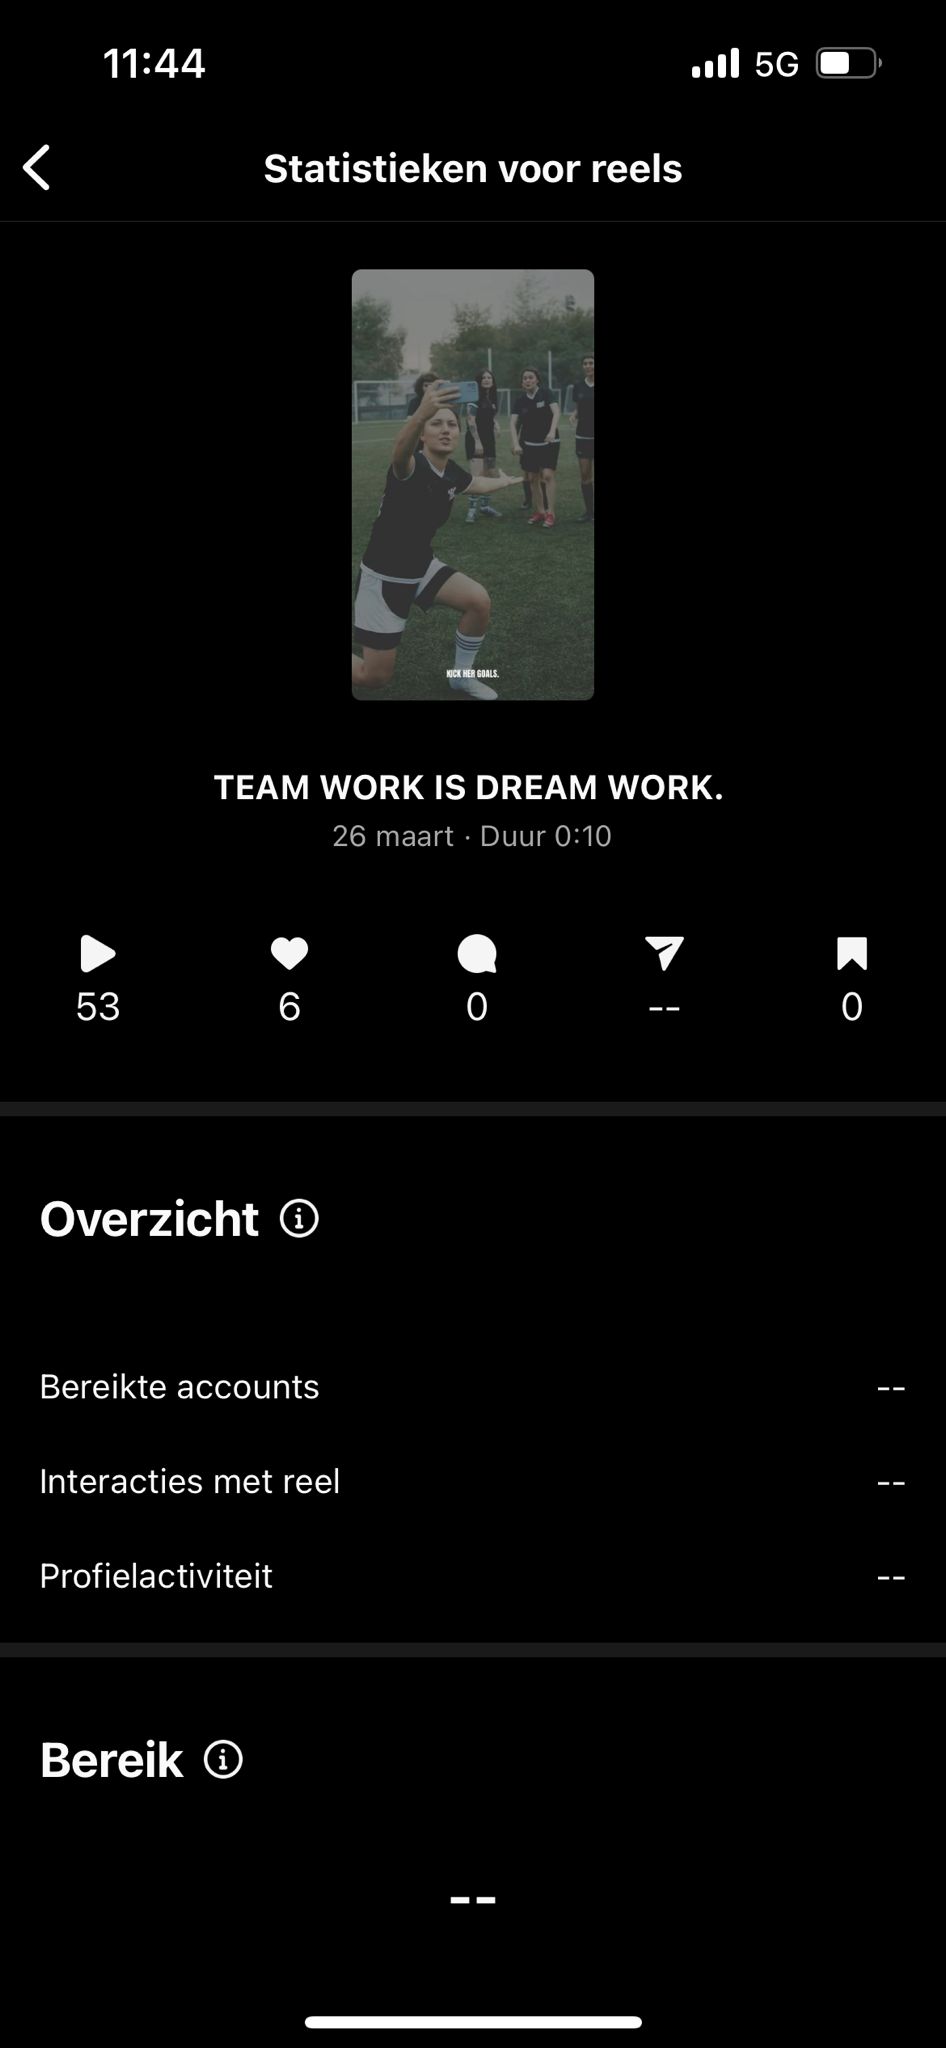 11:44
5G
Statistieken voor reels
KICK HER GOALS.
TEAM WORK IS DREAM WORK.
26 maart · Duur 0:10
53 6 0 -- 0
Overzicht
Bereikte accounts --
Interacties met reel --
Profielactiviteit --
Bereik
--